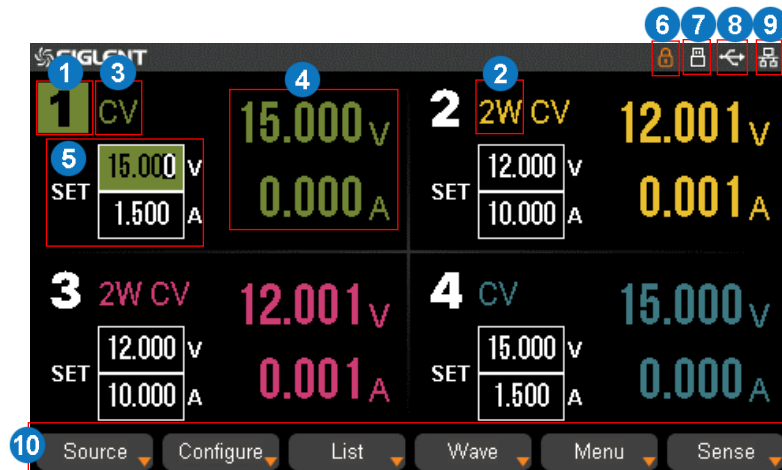 6 7 8 9
SIGLENT
1 3 4 2
1 CV 15.000 V 2 2W CV 12.001 V
5 SET 15.000 V 1.500 A 0.000 A SET 12.000 V 10.000 A 0.001 A
3 2W CV 12.001 V 4 CV 15.000 V
SET 12.000 V 10.000 A 0.001 A SET 15.000 V 1.500 A 0.000 A
10 Source Configure List Wave Menu Sense